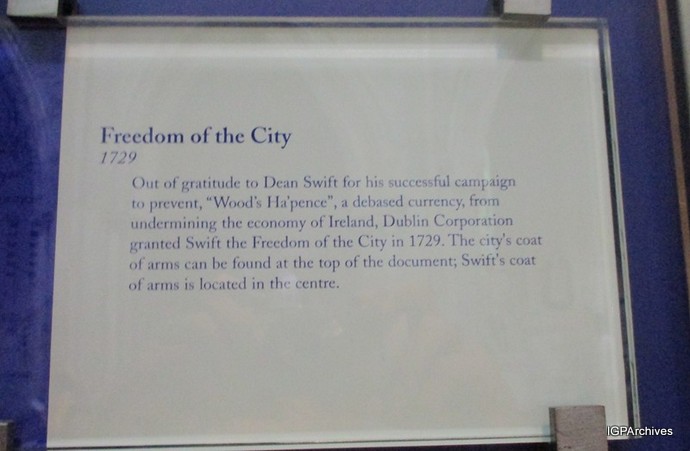 Freedom of the City
1729
Out of gratitude to Dean Swift for his successful campaign
to prevent, “Wood's Ha'pence”, a debased currency, from
undermining the economy of Ireland, Dublin Corporation
granted Swift the Freedom of the City in 1729. The city's coat
of arms can be found at the top of the document; Swift's coat
of arms is located in the centre.
IGPArchives